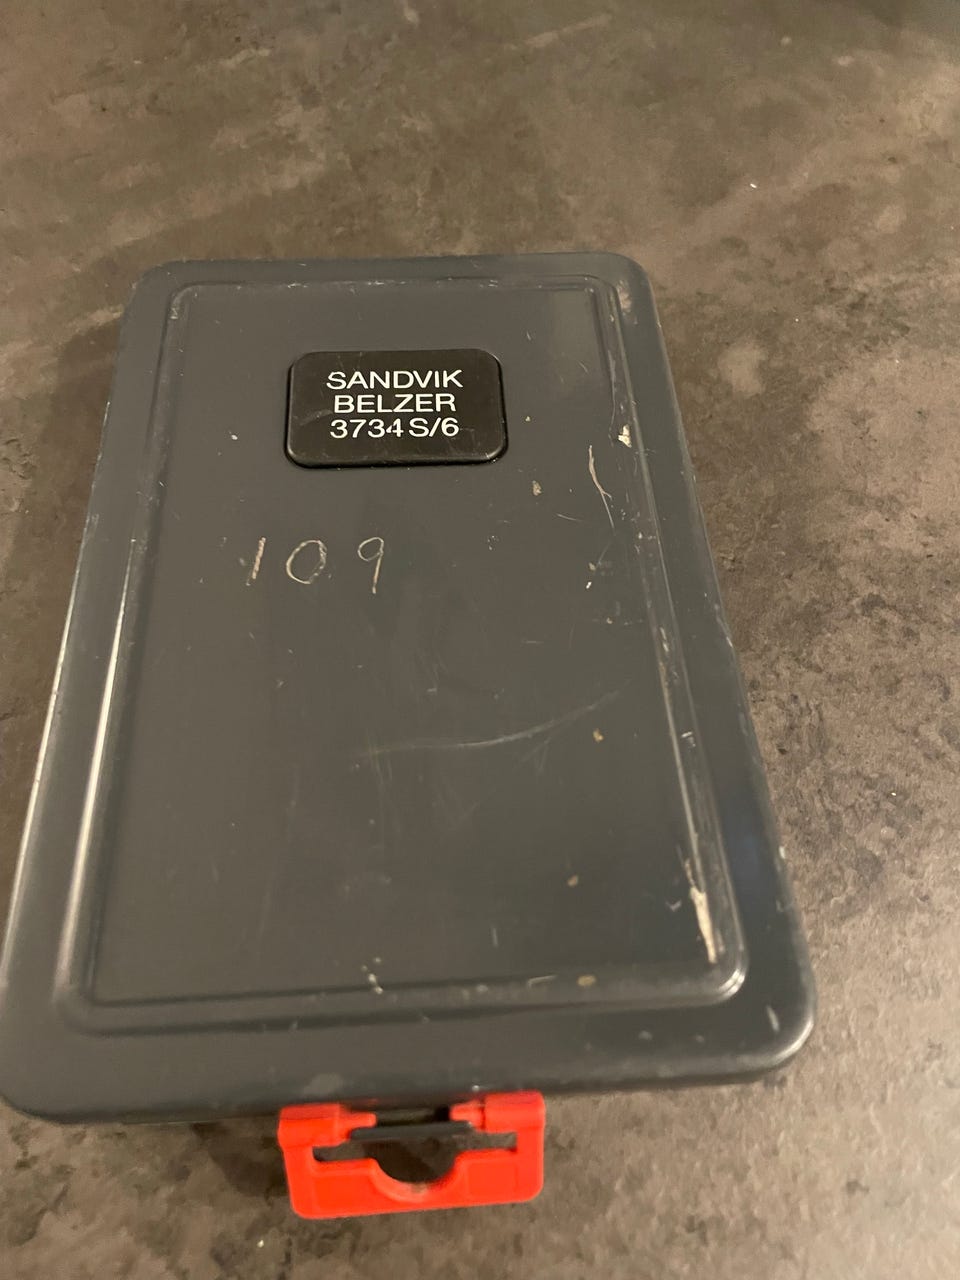 SANDVIK
BELZER
3734 S/6
109